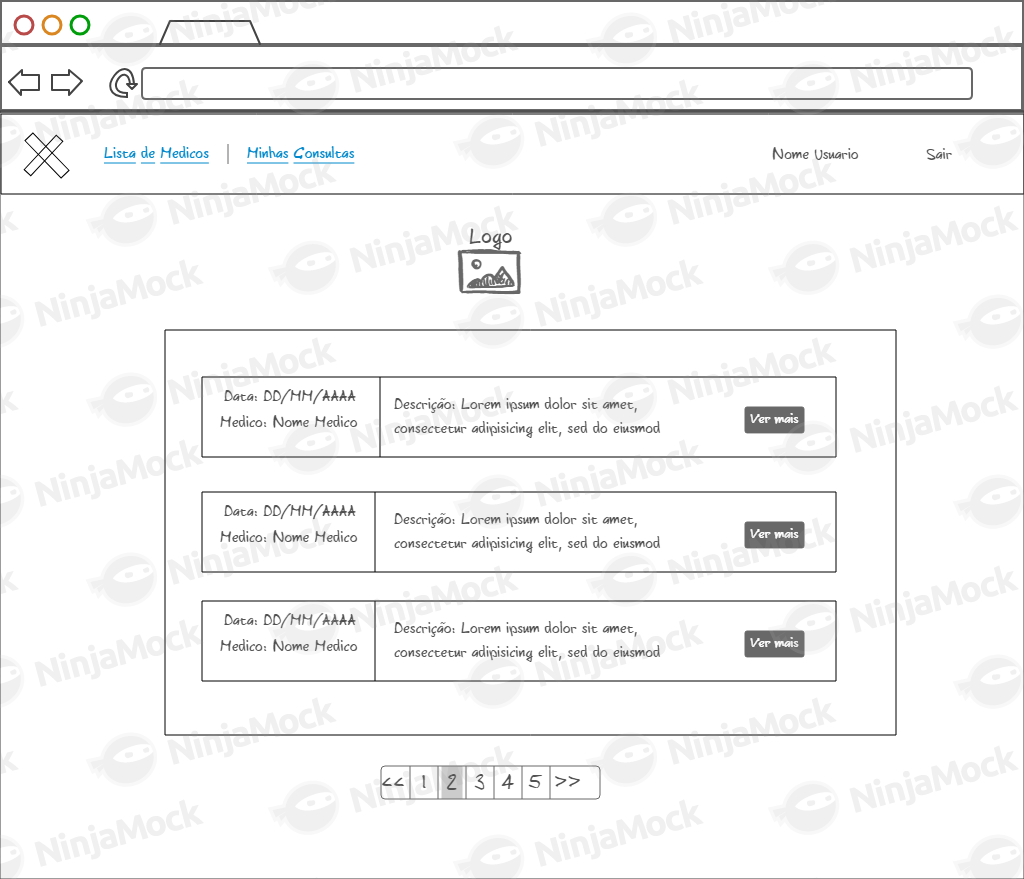 Lista de Medicos | Minhas Consultas Nome Usuario Sair
Logo
Data: DD/MM/AAAA
Medico: Nome Medico
Descrição: Lorem ipsum dolor sit amet,
consectetur adipisicing elit, sed do eiusmod
Ver mais
Data: DD/MM/AAAA
Medico: Nome Medico
Descrição: Lorem ipsum dolor sit amet,
consectetur adipisicing elit, sed do eiusmod
Ver mais
Data: DD/MM/AAAA
Medico: Nome Medico
Descrição: Lorem ipsum dolor sit amet,
consectetur adipisicing elit, sed do eiusmod
Ver mais
<< 1 2 3 4 5 >>
NinjaMock